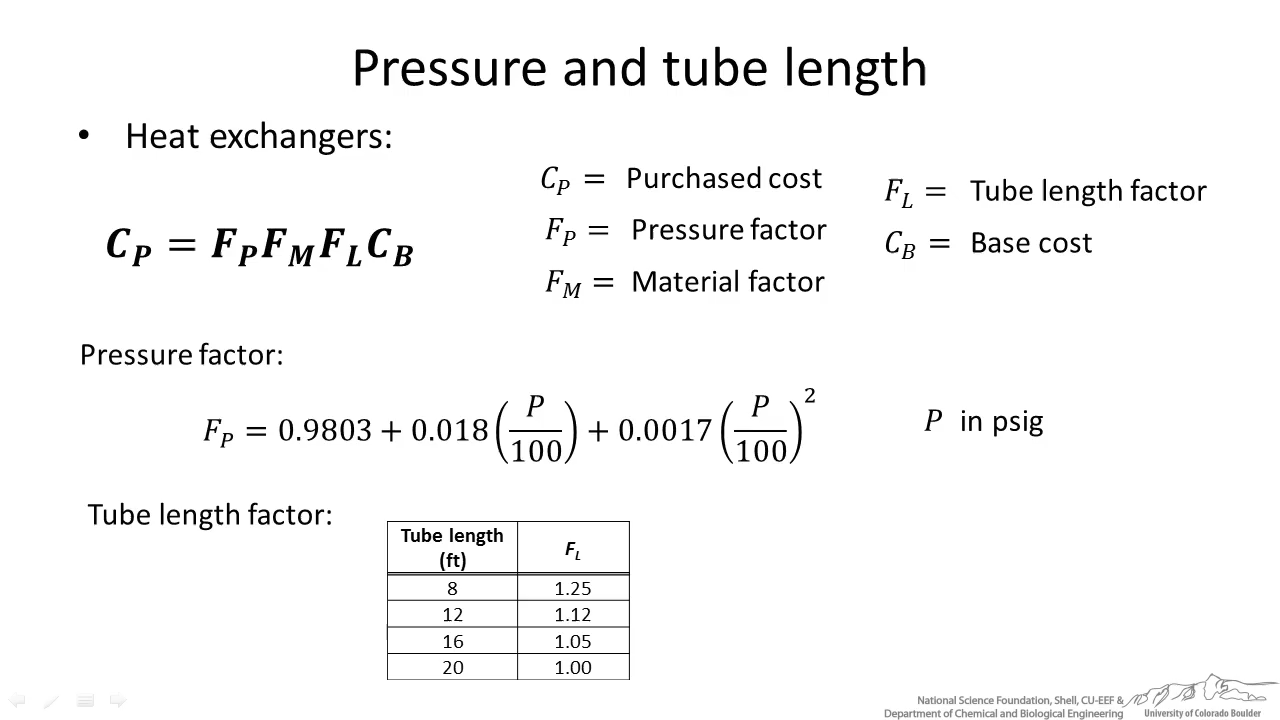 Pressure and tube length
• Heat exchangers:
C_P = F_P F_M F_L C_B
C_P = Purchased cost
F_P = Pressure factor
F_M = Material factor
F_L = Tube length factor
C_B = Base cost
Pressure factor:
F_P = 0.9803 + 0.018 (P/100) + 0.0017 (P/100)^2
P in psig
Tube length factor:
Tube length (ft) F_L
8 1.25
12 1.12
16 1.05
20 1.00
National Science Foundation, Shell, CU-EEF &
Department of Chemical and Biological Engineering
University of Colorado Boulder